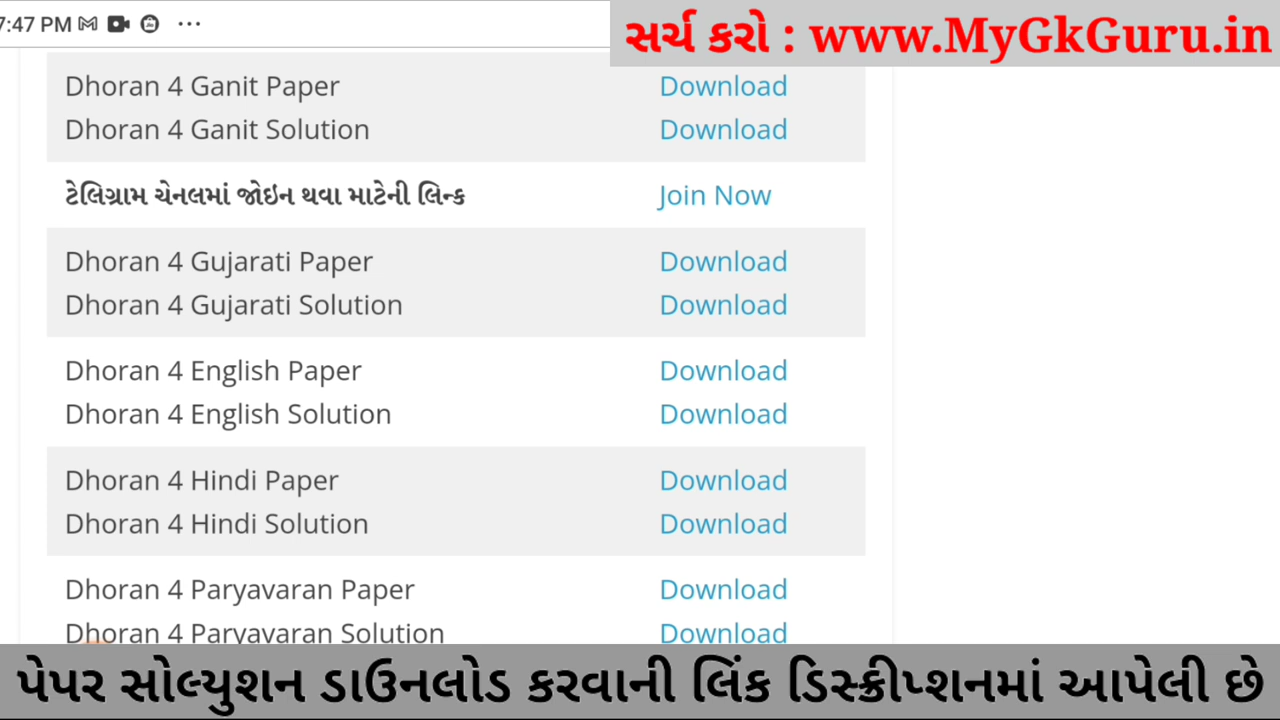 7:47 PM
સર્ચ કરો : www.MyGkGuru.in
Dhoran 4 Ganit Paper Download
Dhoran 4 Ganit Solution Download
ટેલિગ્રામ ચેનલમાં જોઇન થવા માટેની લિન્ક Join Now
Dhoran 4 Gujarati Paper Download
Dhoran 4 Gujarati Solution Download
Dhoran 4 English Paper Download
Dhoran 4 English Solution Download
Dhoran 4 Hindi Paper Download
Dhoran 4 Hindi Solution Download
Dhoran 4 Paryavaran Paper Download
Dhoran 4 Paryavaran Solution Download
પેપર સોલ્યુશન ડાઉનલોડ કરવાની લિંક ડિસ્ક્રીપ્શનમાં આપેલી છે